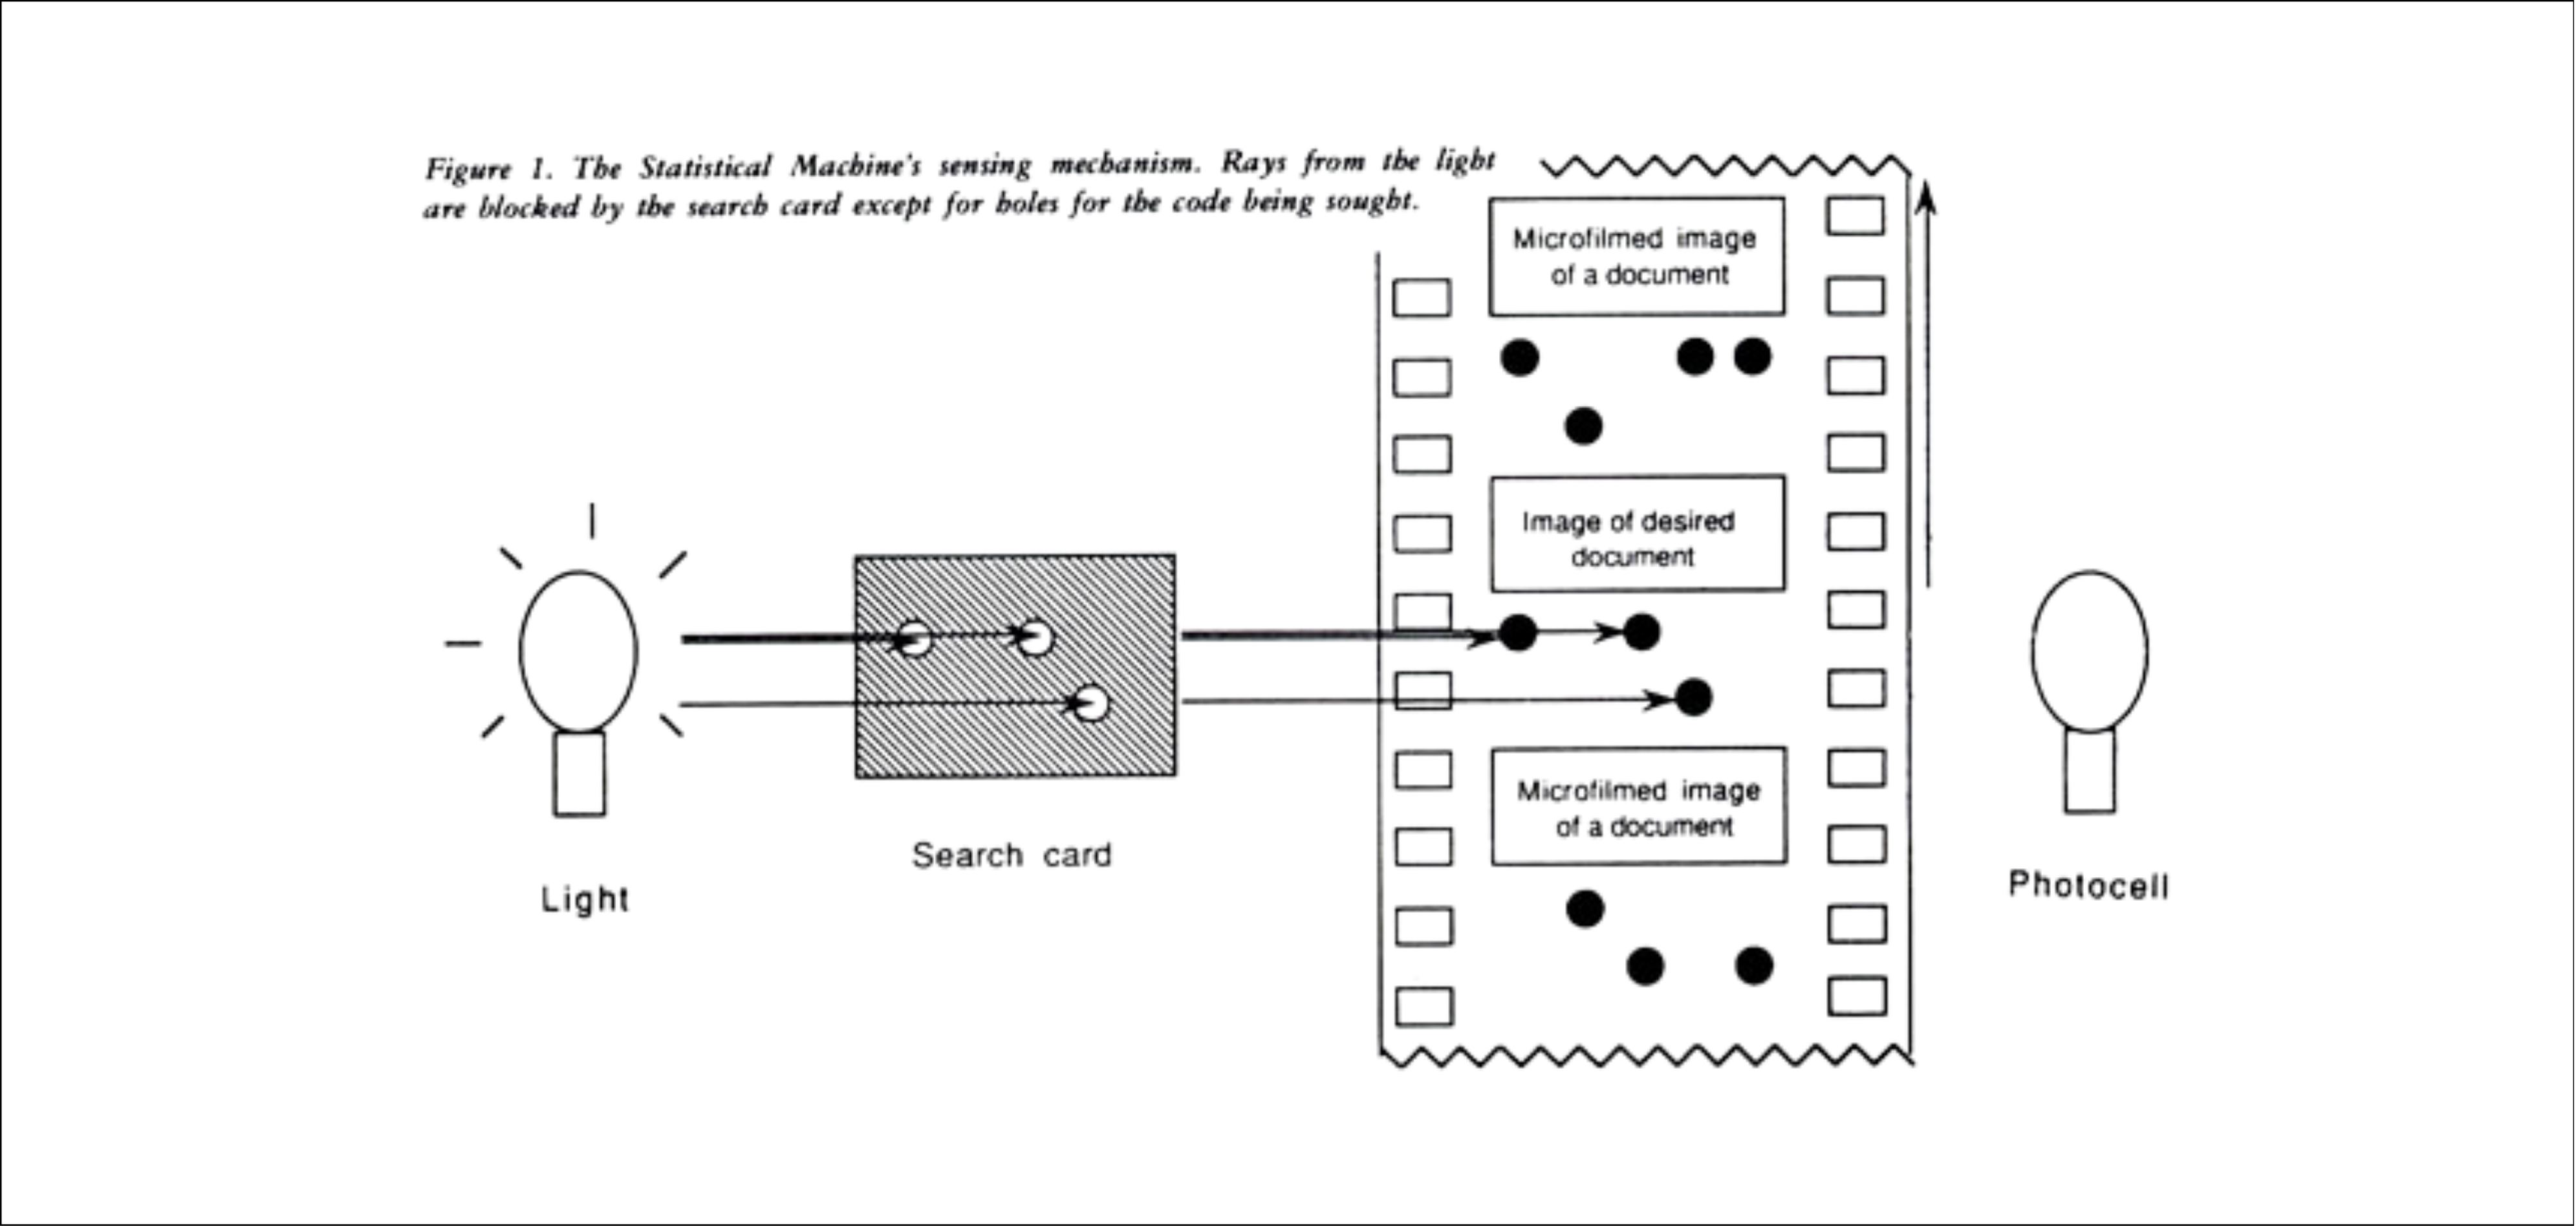 Figure 1. The Statistical Machine's sensing mechanism. Rays from the light
are blocked by the search card except for holes for the code being sought.
Microfilmed image
of a document
Image of desired
document
Microfilmed image
of a document
Search card
Light
Photocell